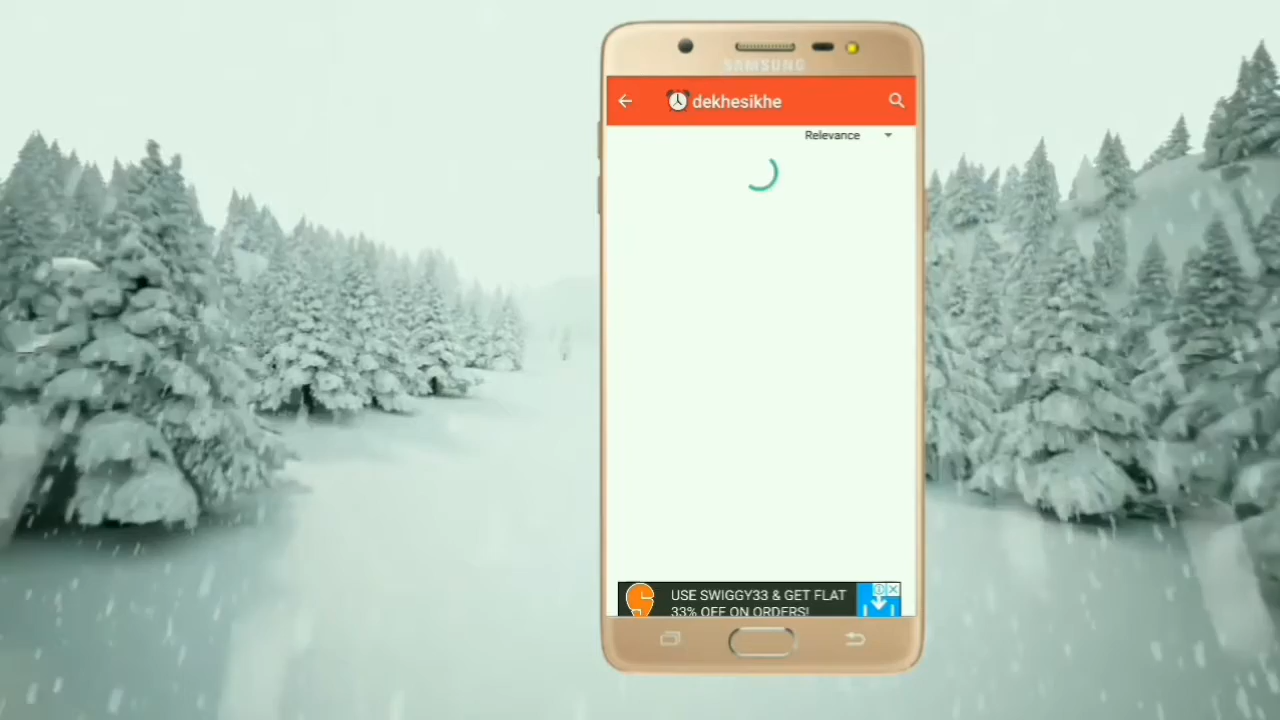 SAMSUNG
dekhesikhe
Relevance
USE SWIGGY33 & GET FLAT
33% OFF ON ORDERS!